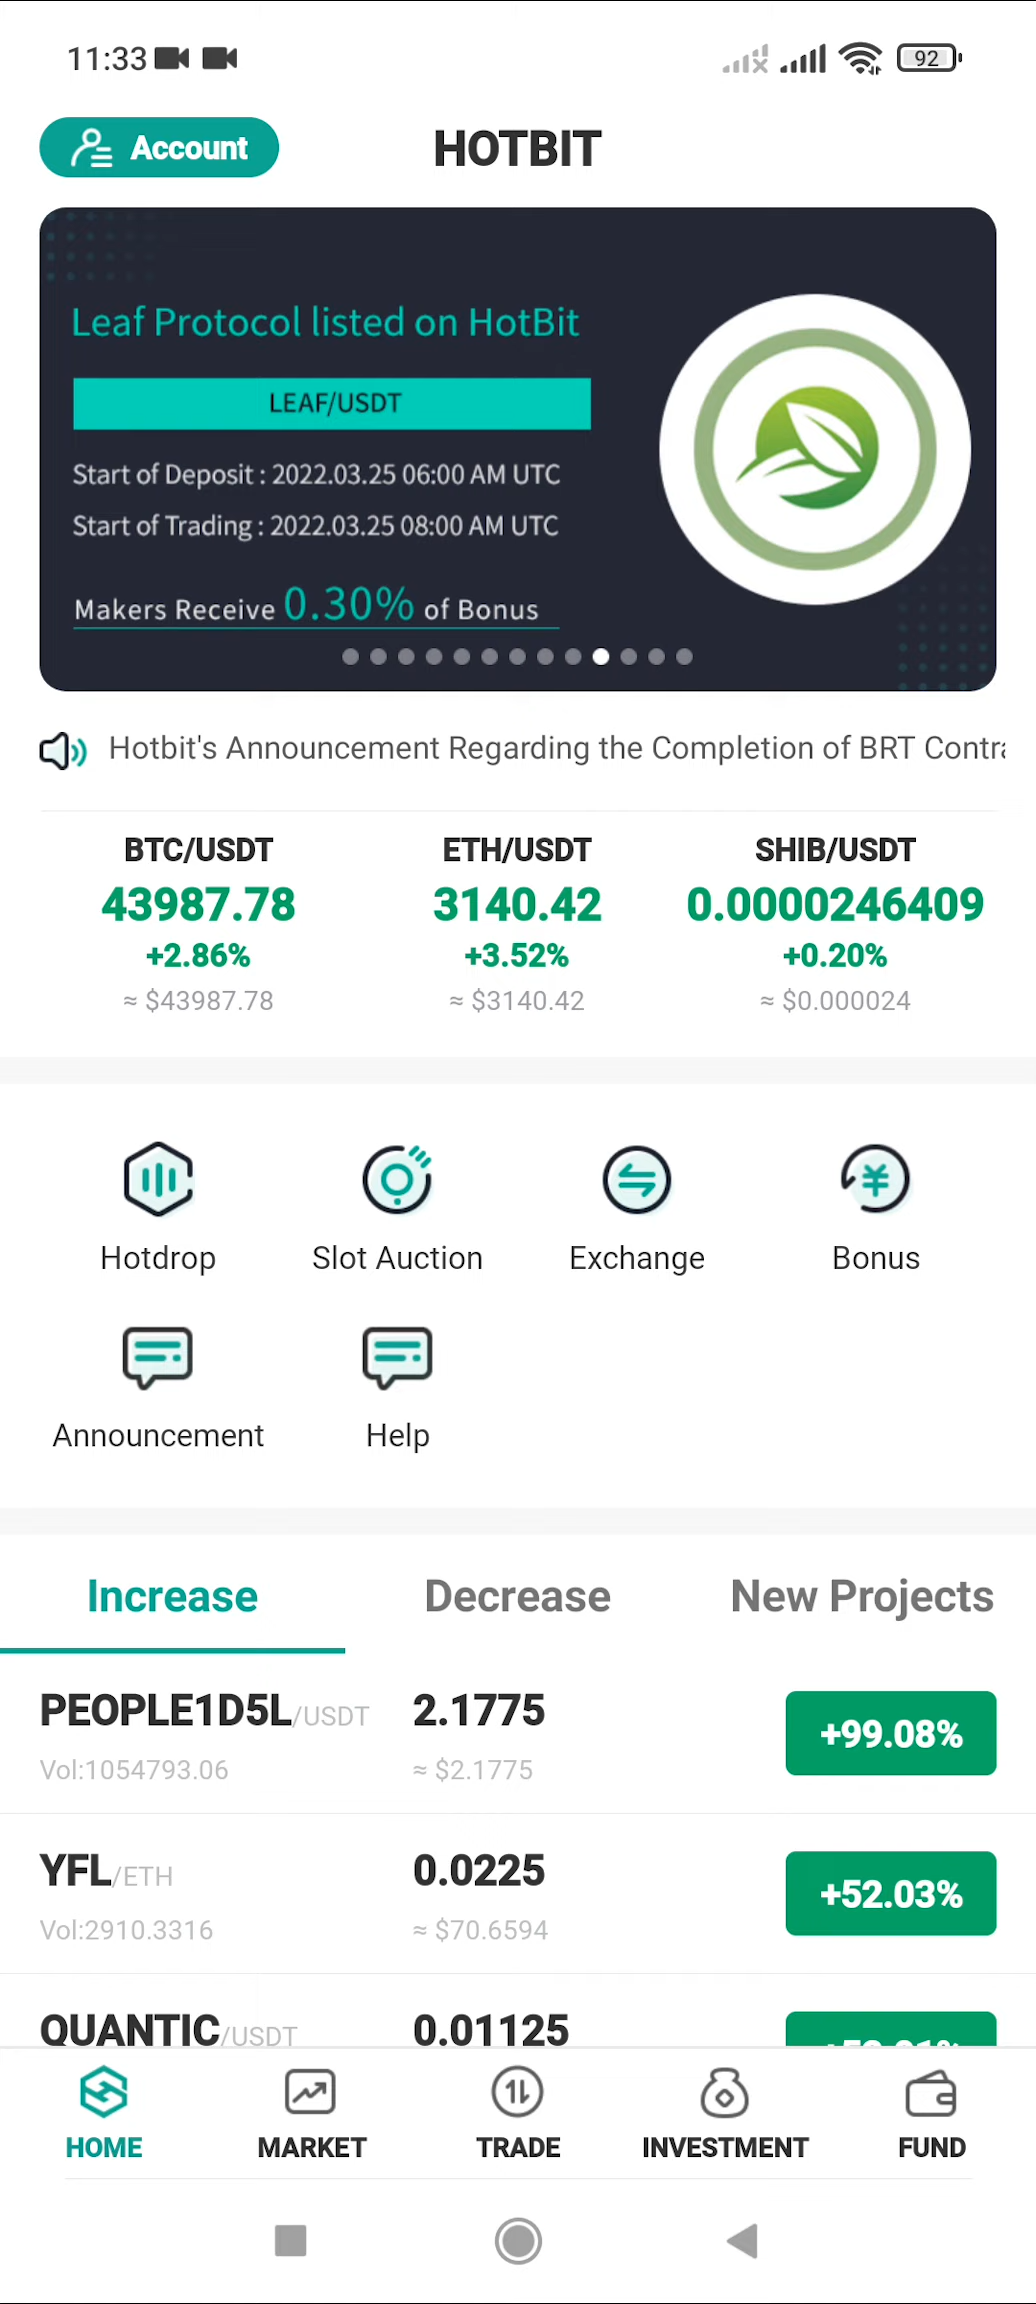 11:33
92
Account
HOTBIT
Leaf Protocol listed on HotBit
LEAF/USDT
Start of Deposit : 2022.03.25 06:00 AM UTC
Start of Trading : 2022.03.25 08:00 AM UTC
Makers Receive 0.30% of Bonus
Hotbit's Announcement Regarding the Completion of BRT Contra
BTC/USDT ETH/USDT SHIB/USDT
43987.78 3140.42 0.0000246409
+2.86% +3.52% +0.20%
≈ $43987.78 ≈ $3140.42 ≈ $0.000024
Hotdrop Slot Auction Exchange Bonus
Announcement Help
Increase Decrease New Projects
PEOPLE1D5L/USDT 2.1775 +99.08%
Vol:1054793.06 ≈ $2.1775
YFL/ETH 0.0225 +52.03%
Vol:2910.3316 ≈ $70.6594
QUANTIC/USDT 0.01125
HOME MARKET TRADE INVESTMENT FUND